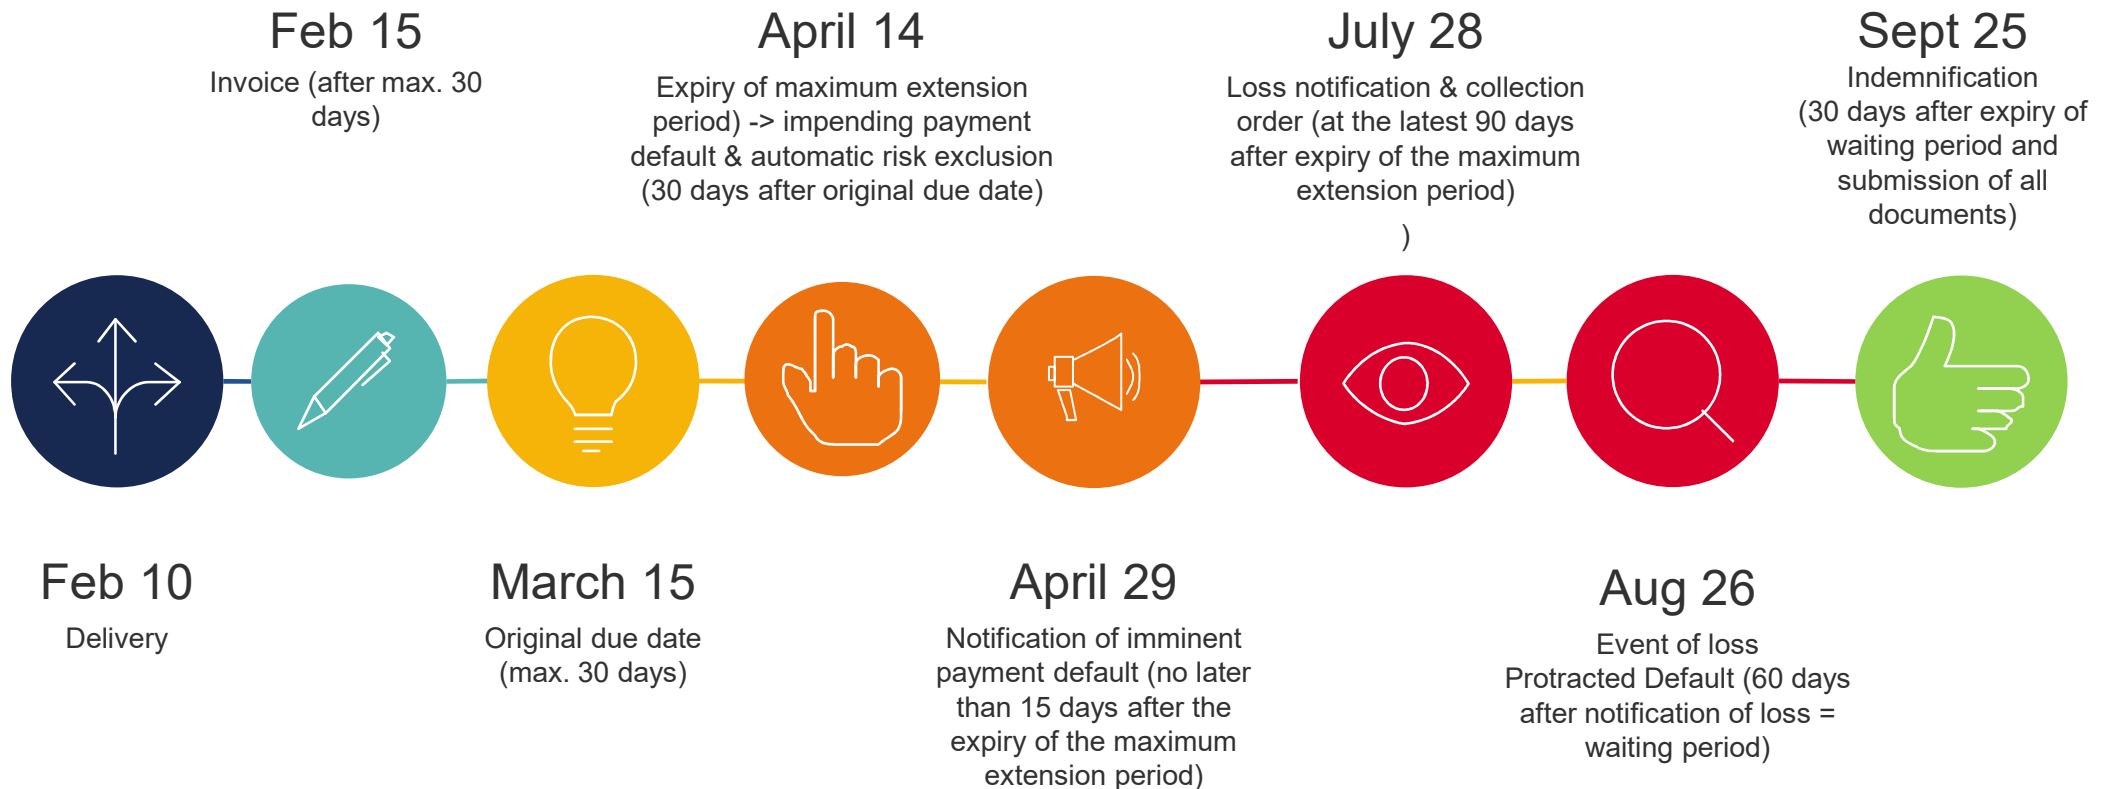 Feb 15
Invoice (after max. 30
days)
April 14
Expiry of maximum extension
period) -> impending payment
default & automatic risk exclusion
(30 days after original due date)
July 28
Loss notification & collection
order (at the latest 90 days
after expiry of the maximum
extension period)
)
Sept 25
Indemnification
(30 days after expiry of
waiting period and
submission of all
documents)
Feb 10
Delivery
March 15
Original due date
(max. 30 days)
April 29
Notification of imminent
payment default (no later
than 15 days after the
expiry of the maximum
extension period)
Aug 26
Event of loss
Protracted Default (60 days
after notification of loss =
waiting period)